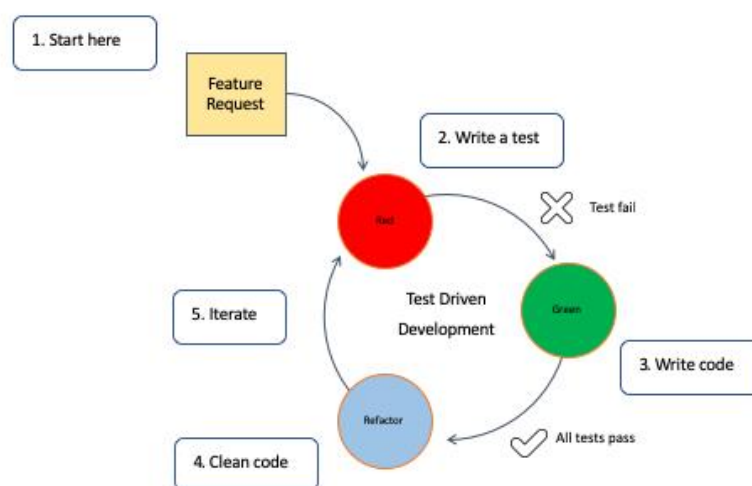 1. Start here
Feature
Request
2. Write a test
Red
Test fail
5. Iterate
Test Driven
Development
Green
3. Write code
Refactor
All tests pass
4. Clean code